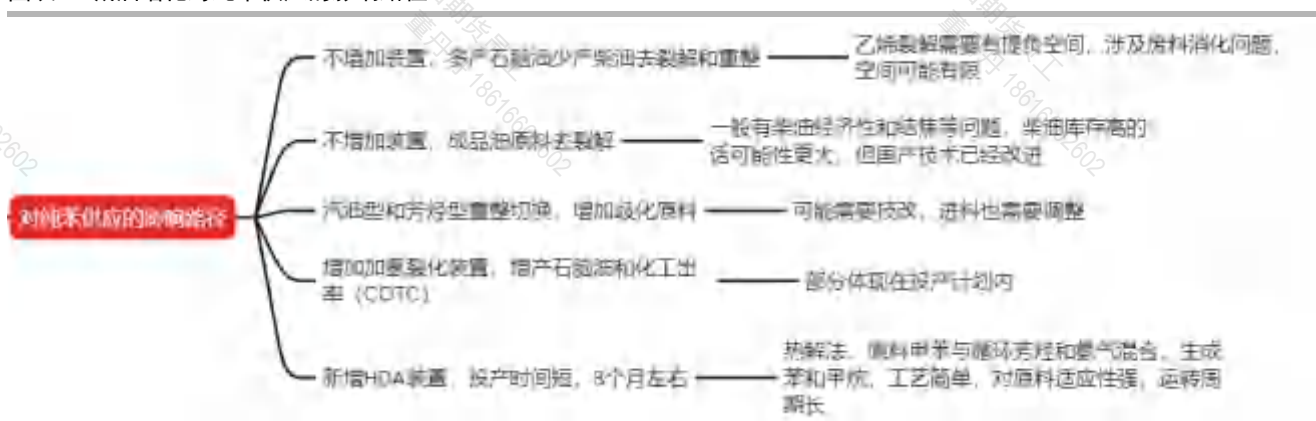 不增加装置，多产石脑油少产柴油去裂解和重整
乙烯裂解需要有提负空间，涉及废料消化问题，
空间可能有限
不增加装置，成品油原料去裂解
一般有柴油经济性和结焦等问题，柴油库存高的
话可能性更大，但国产技术已经改进
对纯苯供应的影响路径
汽油型和芳烃型重整切换，增加歧化原料
可能需要技改，进料也需要调整
增加加氢裂化装置，增产石脑油和化工出
率（CDTC）
部分体现在投产计划内
新增HDA装置，投产时间短，8个月左右
热解法，原料甲苯与循环芳烃和氢气混合，生成
苯和甲烷，工艺简单，对原料适应性强，运转周
期长